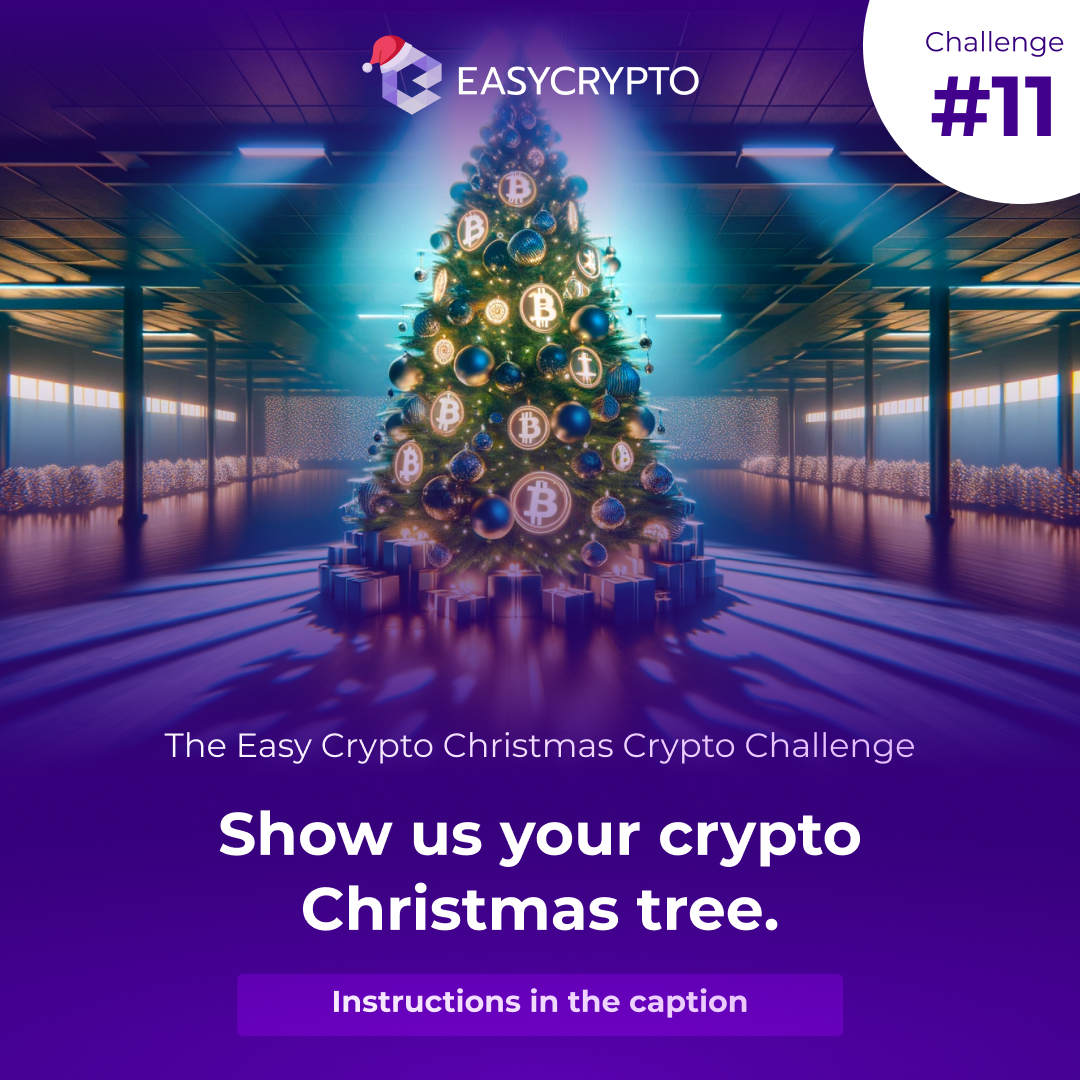 EASYCRYPTO
Challenge
#11
The Easy Crypto Christmas Crypto Challenge
Show us your crypto
Christmas tree.
Instructions in the caption